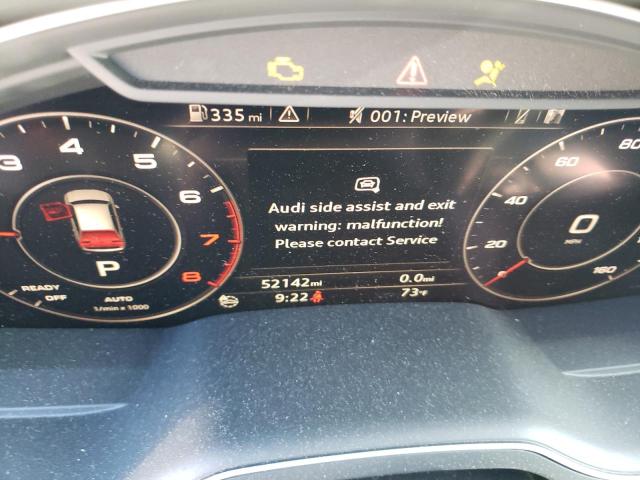 335 mi 001: Preview
3 4 5 6 7 8
P
READY
OFF
AUTO
1/min x 1000
Audi side assist and exit
warning: malfunction!
Please contact Service
52142 mi 0.0 mi
9:22 73°F
20 40 60 80 160
0
MPH